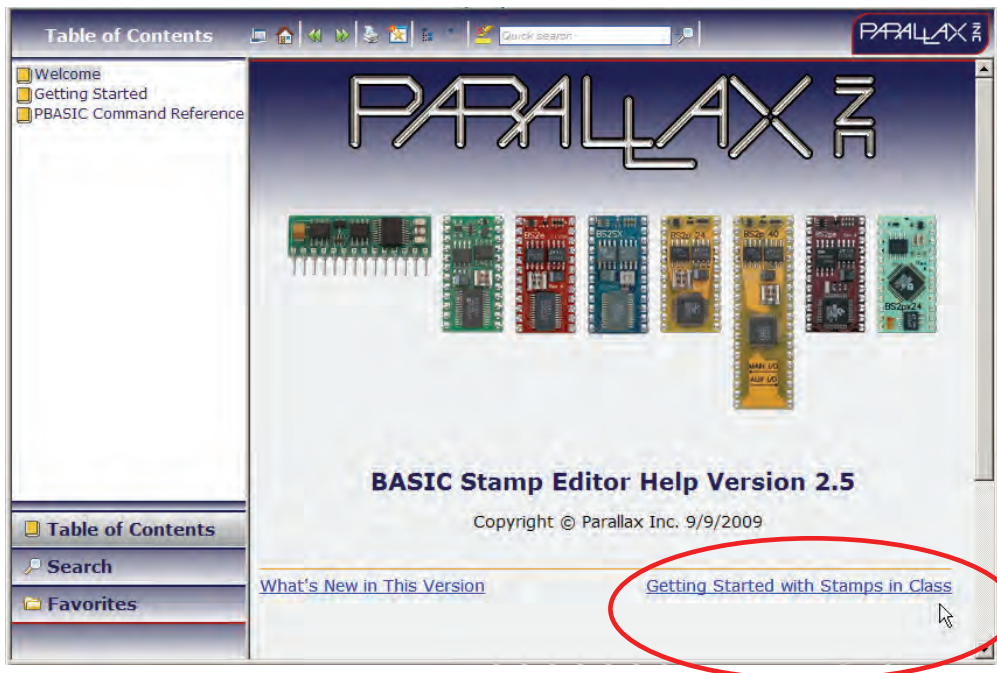 Table of Contents
Quick search
PARALLAX INC
Welcome
Getting Started
PBASIC Command Reference
PARALLAX INC
BS2e
BS2SX
BS2p 24
BS2p 40
BS2pe
BS2px24
MAIN I/O
AUX I/O
BASIC Stamp Editor Help Version 2.5
Copyright © Parallax Inc. 9/9/2009
Table of Contents
Search
Favorites
What's New in This Version
Getting Started with Stamps in Class